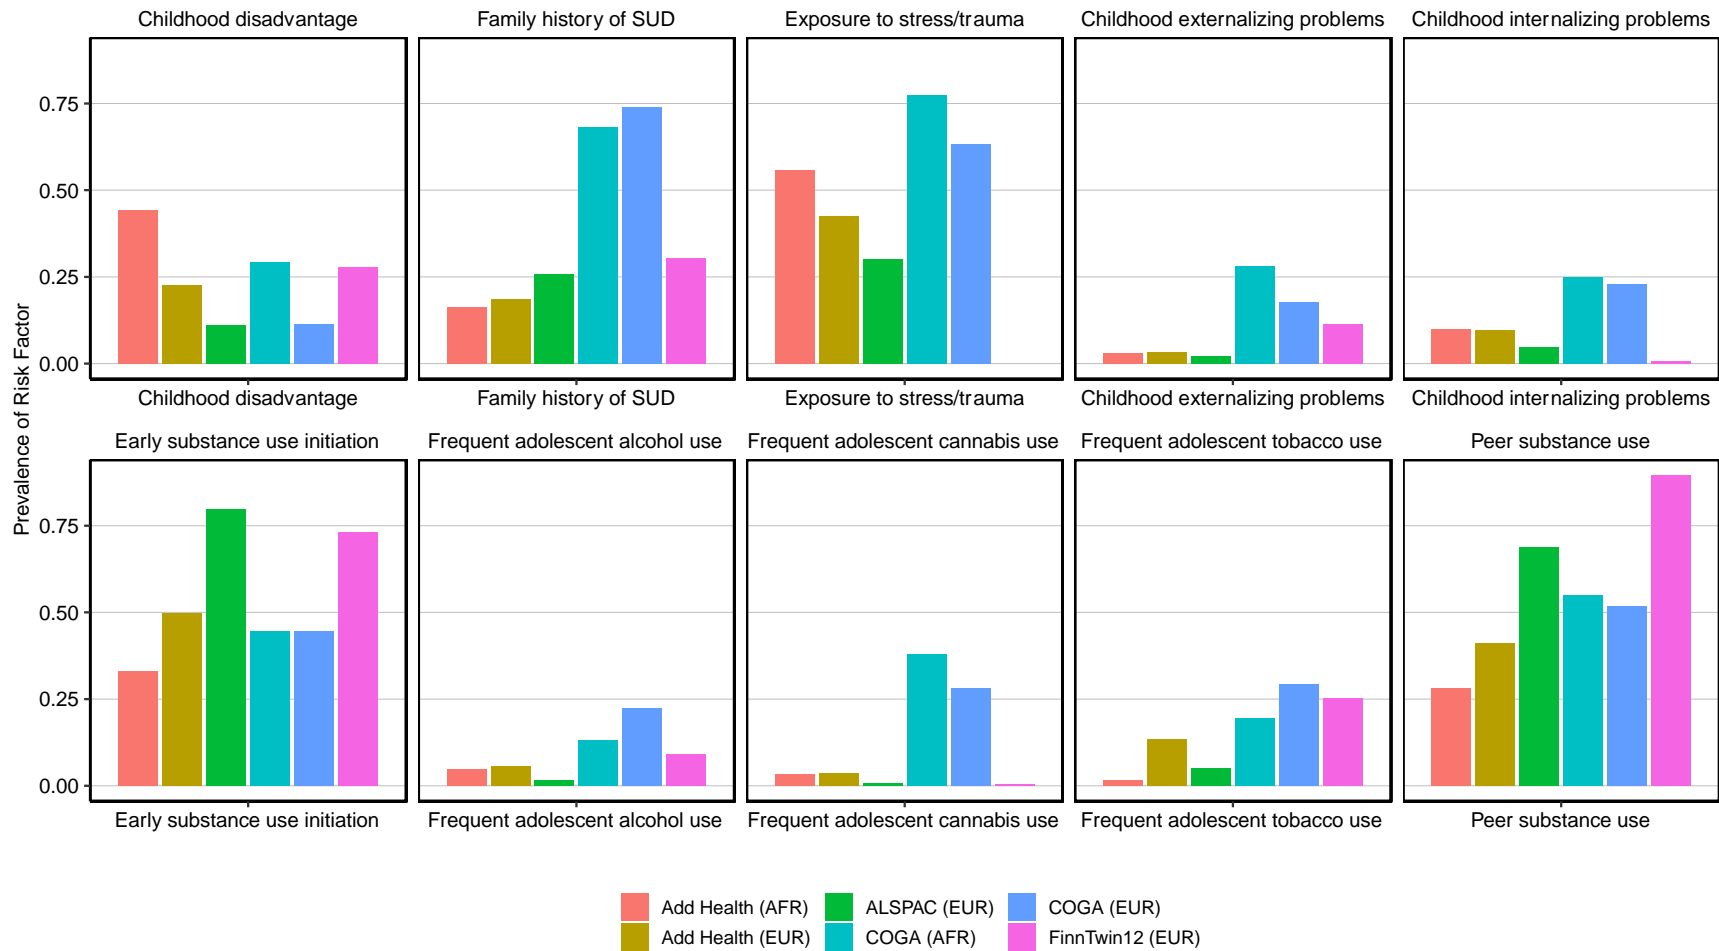 Childhood disadvantage Family history of SUD Exposure to stress/trauma Childhood externalizing problems Childhood internalizing problems
0.75
0.50
0.25
0.00
Childhood disadvantage Family history of SUD Exposure to stress/trauma Childhood externalizing problems Childhood internalizing problems
Prevalence of Risk Factor
Early substance use initiation Frequent adolescent alcohol use Frequent adolescent cannabis use Frequent adolescent tobacco use Peer substance use
0.75
0.50
0.25
0.00
Early substance use initiation Frequent adolescent alcohol use Frequent adolescent cannabis use Frequent adolescent tobacco use Peer substance use
Add Health (AFR) ALSPAC (EUR) COGA (EUR)
Add Health (EUR) COGA (AFR) FinnTwin12 (EUR)